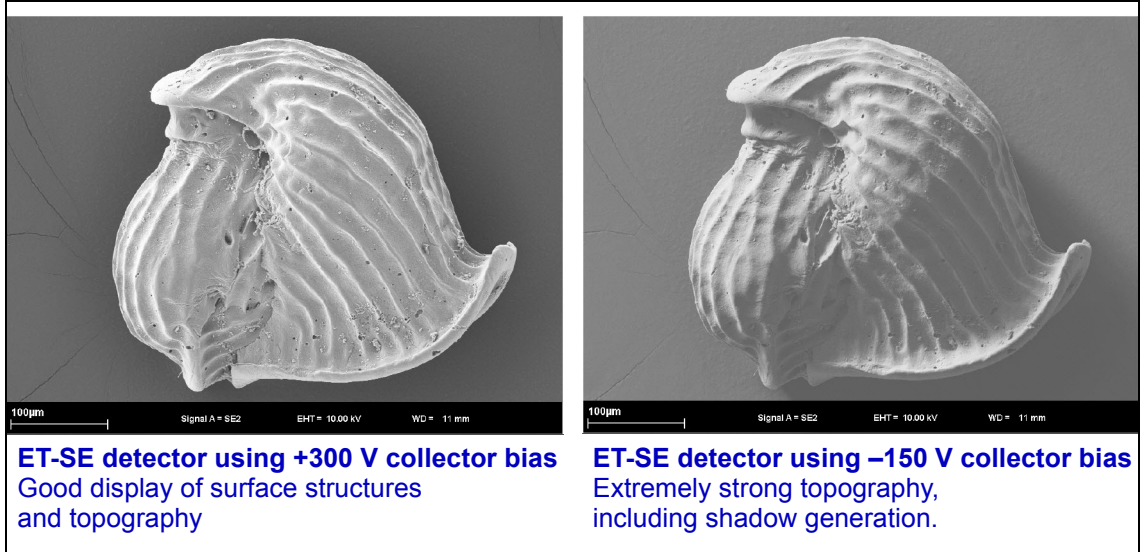 100µm
Signal A = SE2 EHT = 10.00 kV WD = 11 mm
ET-SE detector using +300 V collector bias
Good display of surface structures
and topography
100µm
Signal A = SE2 EHT = 10.00 kV WD = 11 mm
ET-SE detector using –150 V collector bias
Extremely strong topography,
including shadow generation.